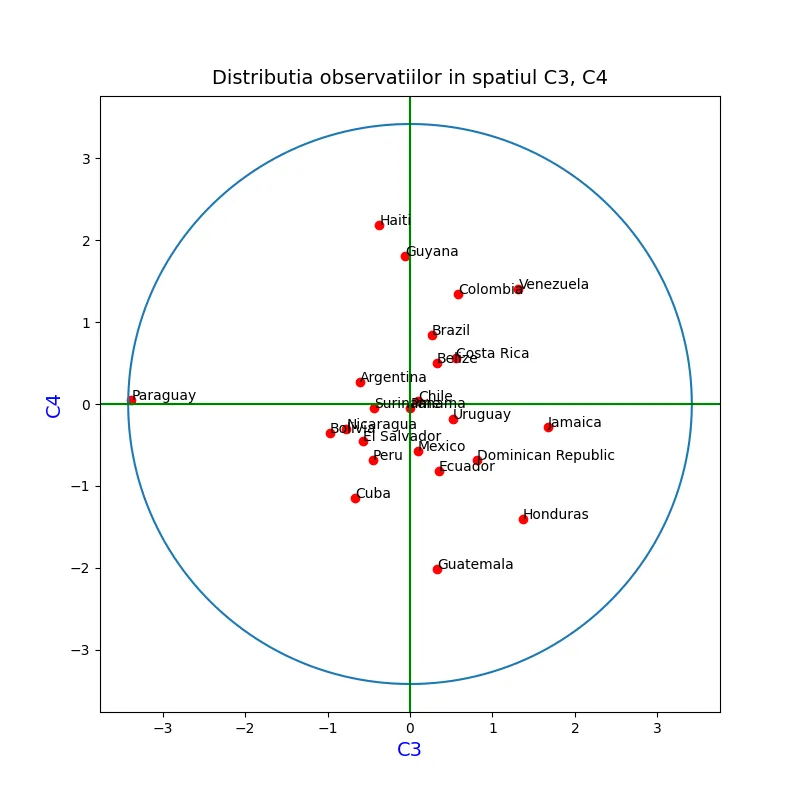 Distributia observatiilor in spatiul C3, C4
3
2
1
0
−1
−2
−3
C4
Haiti
Guyana
Venezuela
Colombia
Brazil
Costa Rica
Belize
Argentina
Paraguay
Chile
Suriname
Panama
Uruguay
Jamaica
Nicaragua
Bolivia
El Salvador
Mexico
Peru
Dominican Republic
Ecuador
Cuba
Honduras
Guatemala
−3 −2 −1 0 1 2 3
C3